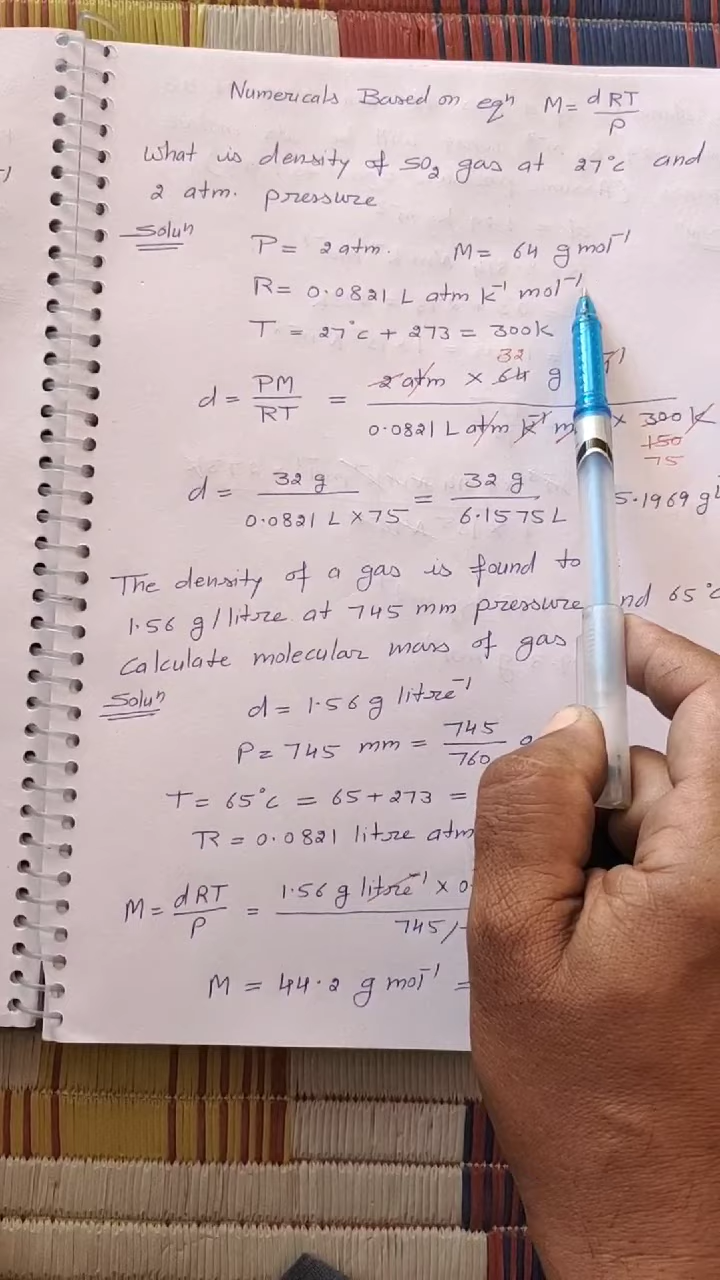 Numericals Based on eqⁿ M = dRT/P
What is density of SO₂ gas at 27°C and
2 atm. pressure
Soluⁿ
P = 2 atm. M = 64 g mol⁻¹
R = 0.0821 L atm K⁻¹ mol⁻¹
T = 27°C + 273 = 300K
32
d = PM/RT = 2 atm × 64 g ⁻¹ / 0.0821 L atm K⁻¹ m × 300 K
150
75
d = 32 g / 0.0821 L × 75 = 32 g / 6.1575 L 5.1969 g
The density of a gas is found to
1.56 g/litre at 745 mm pressure nd 65°C
Calculate molecular mass of gas
Soluⁿ
d = 1.56 g litre⁻¹
P = 745 mm = 745/760
T = 65°C = 65 + 273 =
R = 0.0821 litre atm
M = dRT/P = 1.56 g litre⁻¹ × 0 / 745/
M = 44.2 g mol⁻¹ =